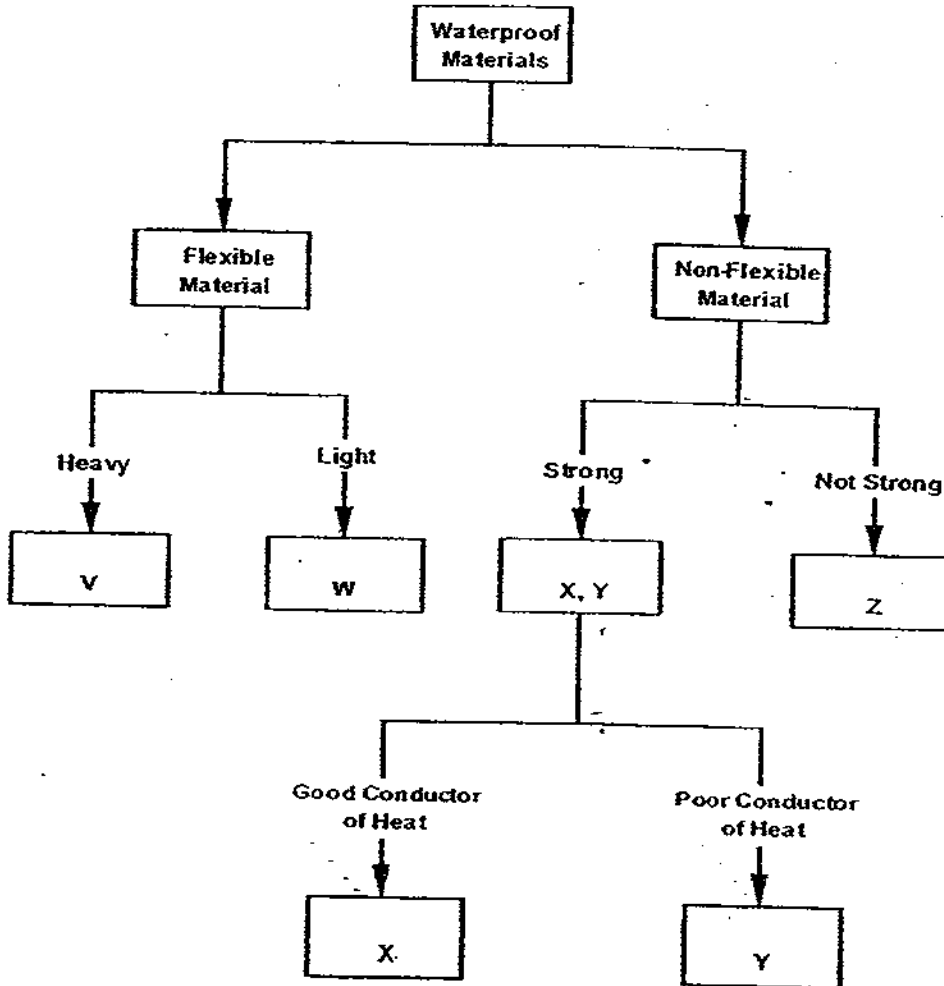 Waterproof
Materials
Flexible
Material
Non-Flexible
Material
Heavy
Light
Strong
Not Strong
V
W
X, Y
Z
Good Conductor
of Heat
Poor Conductor
of Heat
X
Y